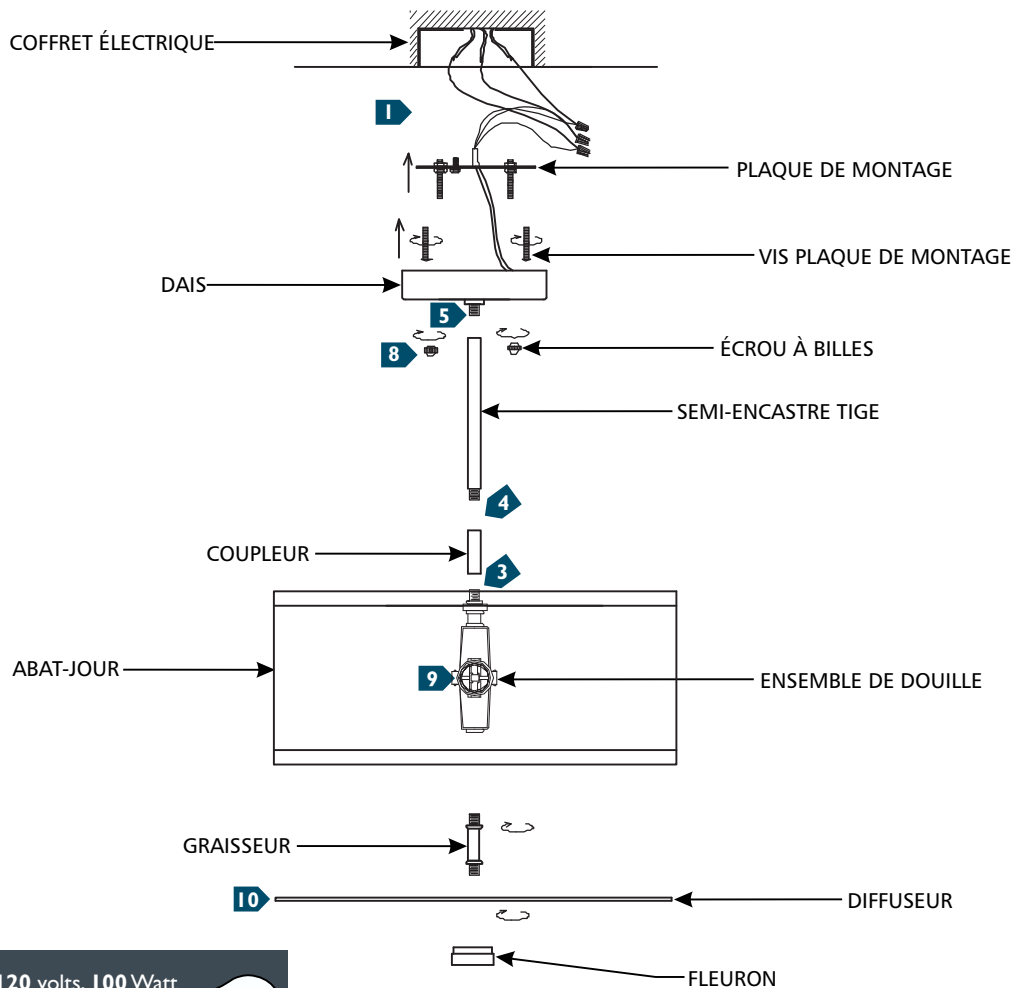 COFFRET ÉLECTRIQUE
1
PLAQUE DE MONTAGE
VIS PLAQUE DE MONTAGE
DAIS
5
8
ÉCROU À BILLES
SEMI-ENCASTRE TIGE
4
COUPLEUR
3
ABAT-JOUR
9
ENSEMBLE DE DOUILLE
GRAISSEUR
10
DIFFUSEUR
FLEURON
120 volts, 100 Watt